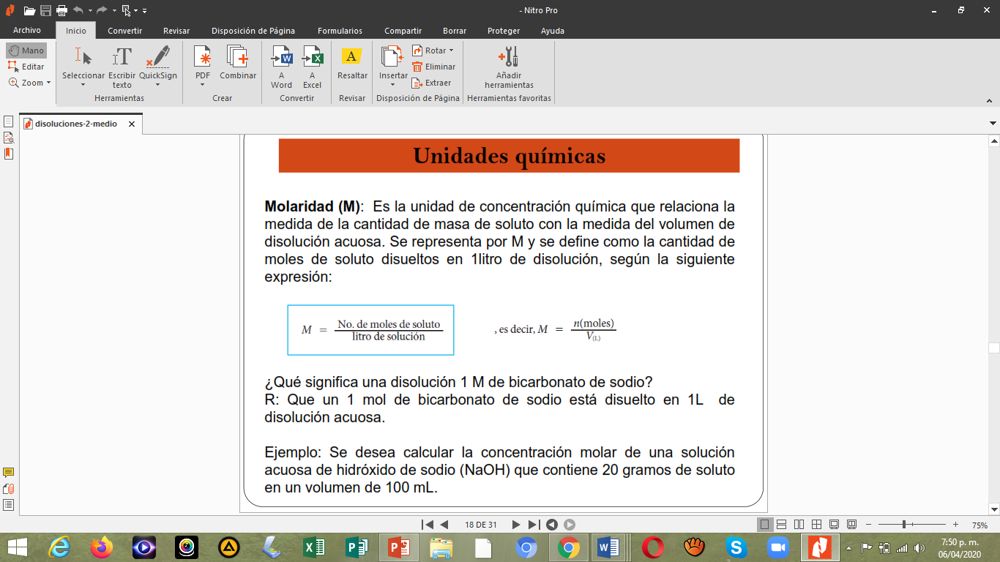 - Nitro Pro
Archivo Inicio Convertir Revisar Disposición de Página Formularios Compartir Borrar Proteger Ayuda
Mano
Editar
Zoom
Seleccionar
Escribir texto
QuickSign
Herramientas
PDF
Combinar
Crear
A Word
A Excel
Convertir
Resaltar
Revisar
Insertar
Rotar
Eliminar
Extraer
Disposición de Página
Añadir herramientas
Herramientas favoritas
disoluciones-2-medio
Unidades químicas
Molaridad (M): Es la unidad de concentración química que relaciona la
medida de la cantidad de masa de soluto con la medida del volumen de
disolución acuosa. Se representa por M y se define como la cantidad de
moles de soluto disueltos en 1litro de disolución, según la siguiente
expresión:
M = No. de moles de soluto / litro de solución
, es decir, M = n(moles) / V(L)
¿Qué significa una disolución 1 M de bicarbonato de sodio?
R: Que un 1 mol de bicarbonato de sodio está disuelto en 1L de
disolución acuosa.
Ejemplo: Se desea calcular la concentración molar de una solución
acuosa de hidróxido de sodio (NaOH) que contiene 20 gramos de soluto
en un volumen de 100 mL.
18 DE 31
75%
7:50 p. m.
06/04/2020